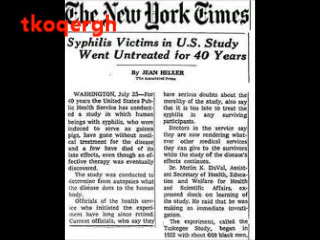 tkoqergh
The New York Times
Syphilis Victims in U.S. Study
Went Untreated for 40 Years
By JEAN HELLER
The Associated Press
WASHINGTON, July 25—For
40 years the United States Pub-
lic Health Service has conduct-
ed a study in which human
beings with syphilis, who were
induced to serve as guinea
pigs, have gone without med-
ical treatment for the disease
and a few have died of its
late effects, even though an ef-
fective therapy was eventually
discovered.
The study was conducted to
determine from autopsies what
the disease does to the human
body.
Officials of the health serv-
ice who initiated the experi-
ment have long since retired.
Current officials, who say they
have serious doubts about the
morality of the study, also say
that it is too late to treat the
syphilis in any surviving
participants.
Doctors in the service say
they are now rendering what-
ever other medical services
they can give to the survivors
while the study of the disease's
effects continues.
Dr. Merlin K. DuVal, Assist-
ant Secretary of Health, Educa-
tion and Welfare for Health
and Scientific Affairs, ex-
pressed shock on learning of
the study. He said that he was
making an immediate investi-
gation.
The experiment, called the
Tuskegee Study, began in
1932 with about 600 black men,